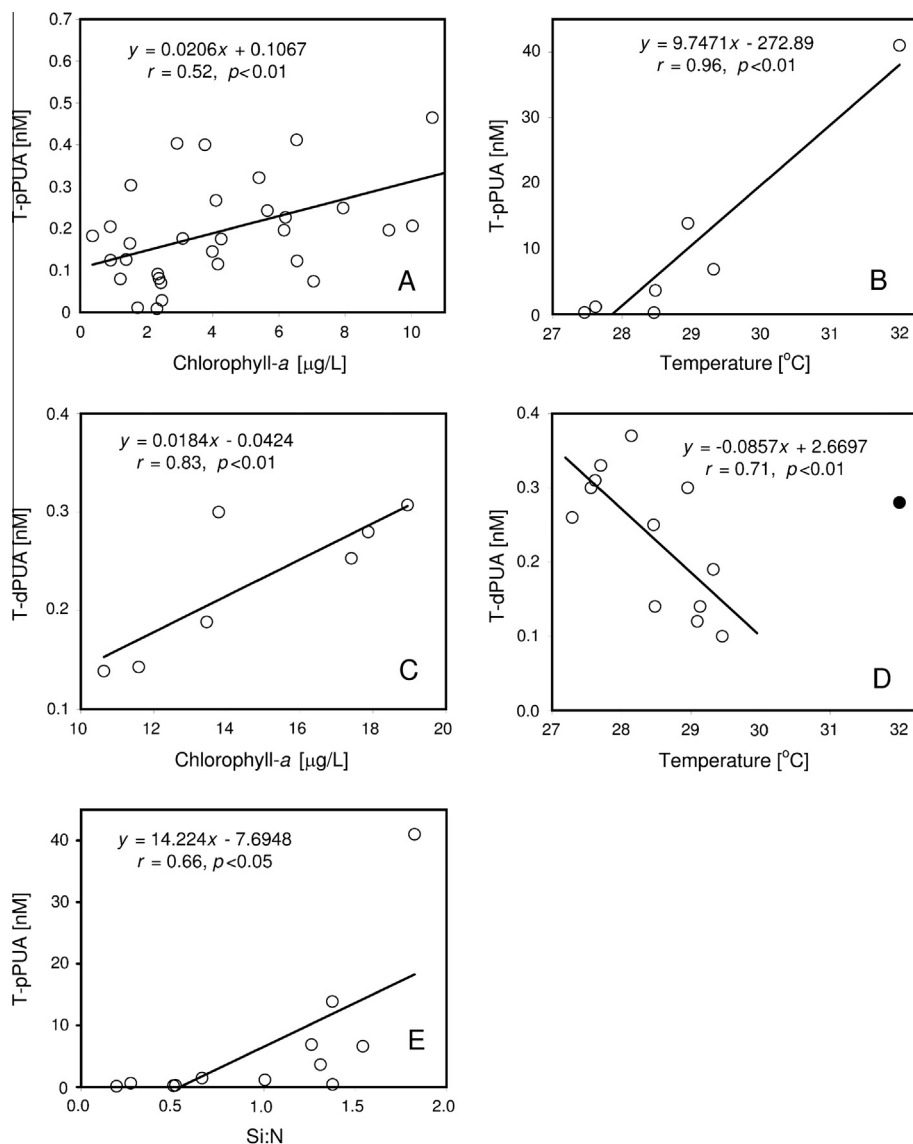 y = 0.0206x + 0.1067
r = 0.52, p<0.01
T-pPUA [nM]
0.7
0.6
0.5
0.4
0.3
0.2
0.1
0
A
0 2 4 6 8 10
Chlorophyll-a [µg/L]
y = 9.7471x - 272.89
r = 0.96, p<0.01
T-pPUA [nM]
40
30
20
10
0
B
27 28 29 30 31 32
Temperature [°C]
y = 0.0184x - 0.0424
r = 0.83, p<0.01
T-dPUA [nM]
0.4
0.3
0.2
0.1
C
10 12 14 16 18 20
Chlorophyll-a [µg/L]
y = -0.0857x + 2.6697
r = 0.71, p<0.01
T-dPUA [nM]
0.4
0.3
0.2
0.1
0.0
D
27 28 29 30 31 32
Temperature [°C]
y = 14.224x - 7.6948
r = 0.66, p<0.05
T-pPUA [nM]
40
30
20
10
0
E
0.0 0.5 1.0 1.5 2.0
Si:N